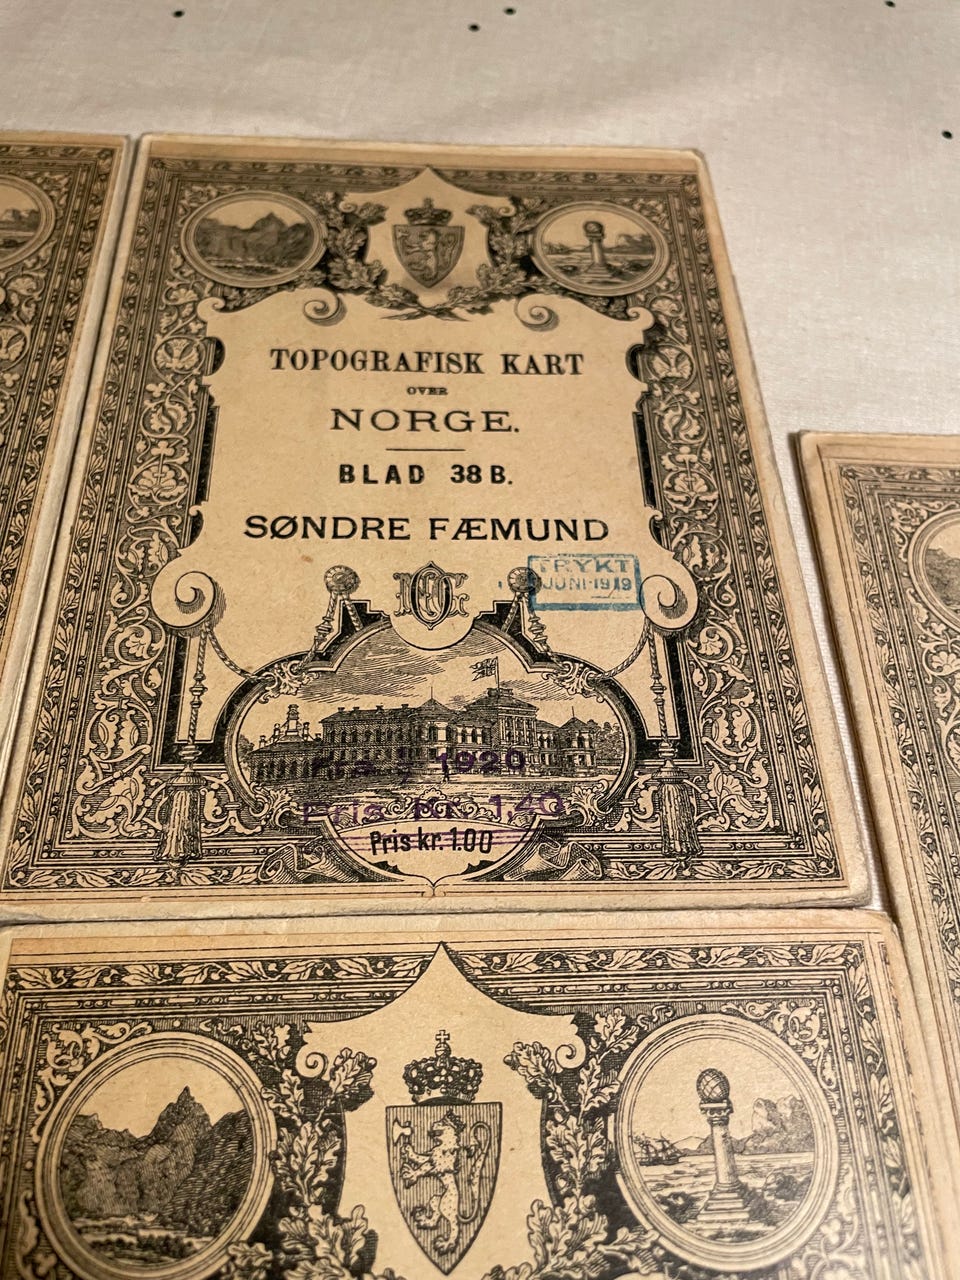 TOPOGRAFISK KART
OVER
NORGE.
BLAD 38 B.
SØNDRE FÆMUND
TRYKT
JUNI-1919
1920
Pris Kr. 1,40
Pris kr. 1.00